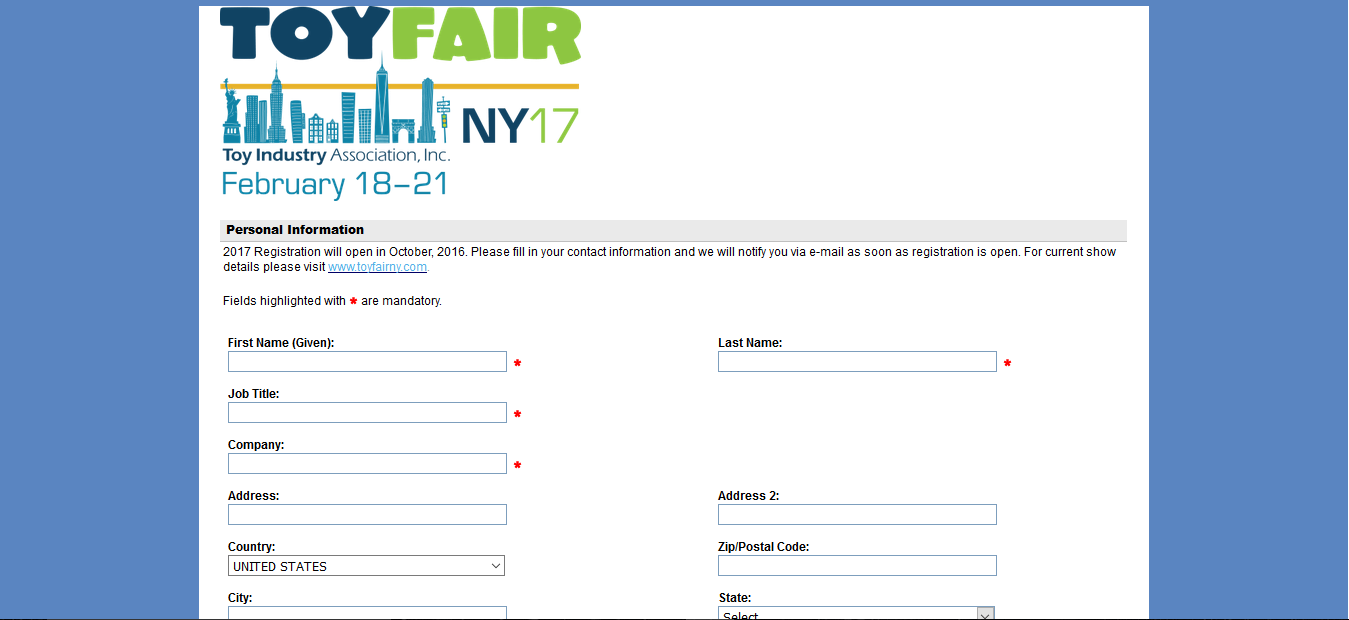 TOYFAIR
NY17
Toy Industry Association, Inc.
February 18–21
Personal Information
2017 Registration will open in October, 2016. Please fill in your contact information and we will notify you via e-mail as soon as registration is open. For current show
details please visit www.toyfairny.com.
Fields highlighted with * are mandatory.
First Name (Given): Last Name:
* *
Job Title:
*
Company:
*
Address: Address 2:
Country: Zip/Postal Code:
UNITED STATES
City: State:
Select